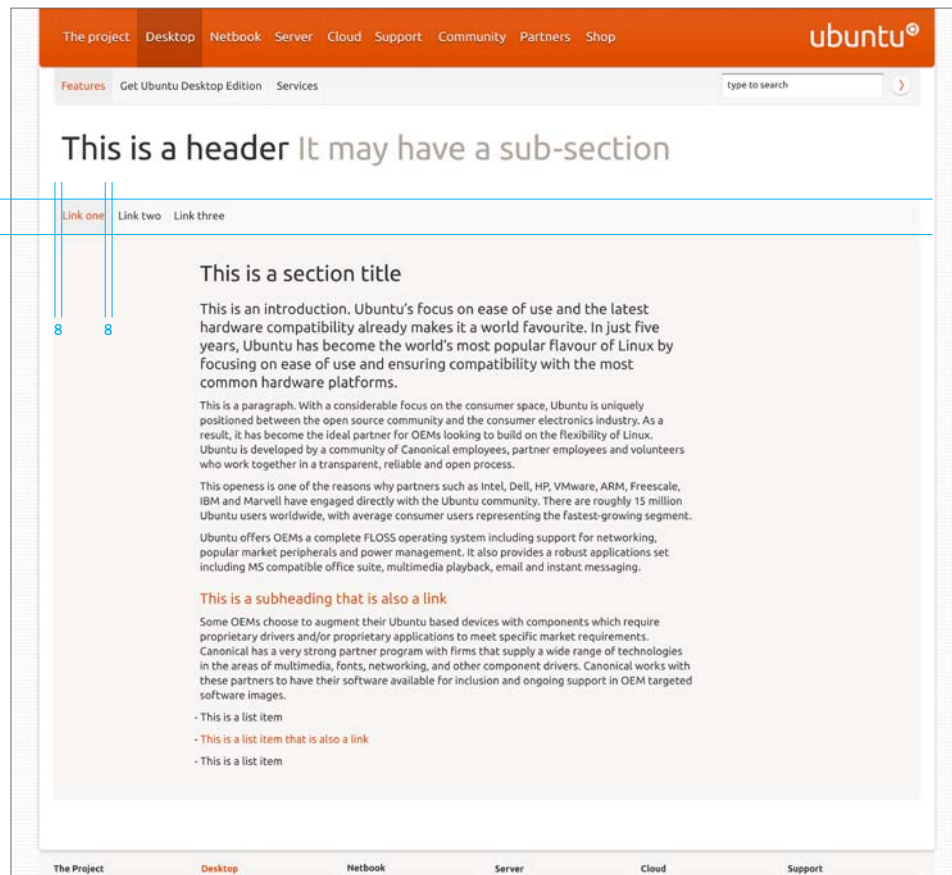 The project Desktop Netbook Server Cloud Support Community Partners Shop ubuntu
Features Get Ubuntu Desktop Edition Services type to search
This is a header It may have a sub-section
Link one Link two Link three
This is a section title
This is an introduction. Ubuntu's focus on ease of use and the latest
hardware compatibility already makes it a world favourite. In just five
years, Ubuntu has become the world's most popular flavour of Linux by
focusing on ease of use and ensuring compatibility with the most
common hardware platforms.
8 8
This is a paragraph. With a considerable focus on the consumer space, Ubuntu is uniquely
positioned between the open source community and the consumer electronics industry. As a
result, it has become the ideal partner for OEMs looking to build on the flexibility of Linux.
Ubuntu is developed by a community of Canonical employees, partner employees and volunteers
who work together in a transparent, reliable and open process.
This openness is one of the reasons why partners such as Intel, Dell, HP, VMware, ARM, Freescale,
IBM and Marvell have engaged directly with the Ubuntu community. There are roughly 15 million
Ubuntu users worldwide, with average consumer users representing the fastest-growing segment.
Ubuntu offers OEMs a complete FLOSS operating system including support for networking,
popular market peripherals and power management. It also provides a robust applications set
including MS compatible office suite, multimedia playback, email and instant messaging.
This is a subheading that is also a link
Some OEMs choose to augment their Ubuntu based devices with components which require
proprietary drivers and/or proprietary applications to meet specific market requirements.
Canonical has a very strong partner program with firms that supply a wide range of technologies
in the areas of multimedia, fonts, networking, and other component drivers. Canonical works with
these partners to have their software available for inclusion and ongoing support in OEM targeted
software images.
- This is a list item
- This is a list item that is also a link
- This is a list item
The Project Desktop Netbook Server Cloud Support